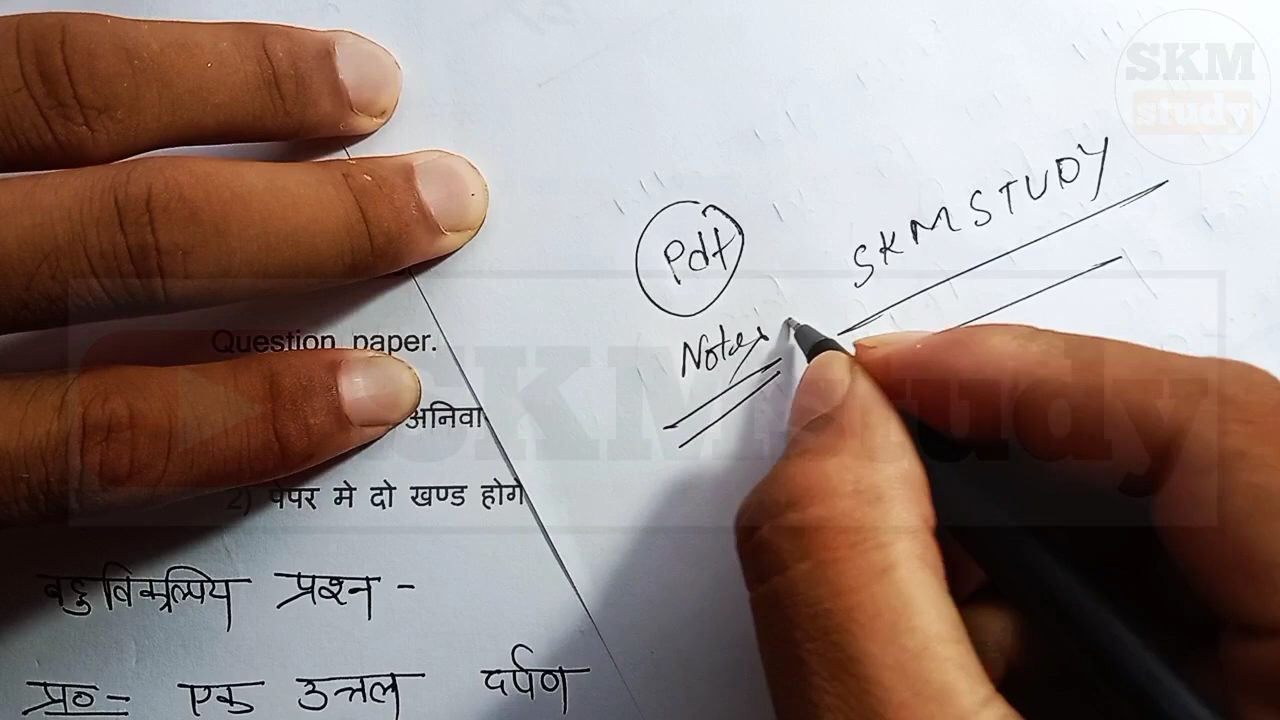 SKM
study
SKM STUDY
Pdf
Notes
Question paper.
अनिवा
SKMstudy
2) पेपर मे दो खण्ड होगे
बहुविकल्पिय प्रश्न -
प्र०- एक उत्तल दर्पण